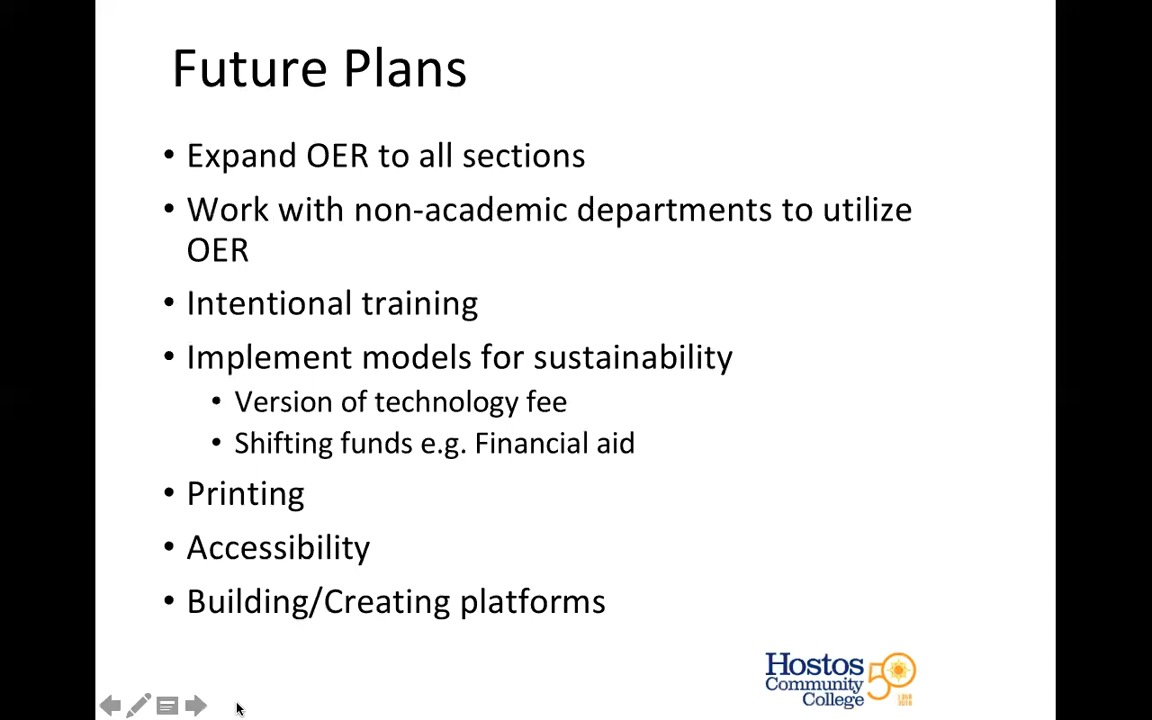 Future Plans
• Expand OER to all sections
• Work with non-academic departments to utilize
OER
• Intentional training
• Implement models for sustainability
• Version of technology fee
• Shifting funds e.g. Financial aid
• Printing
• Accessibility
• Building/Creating platforms
Hostos
Community
College
50